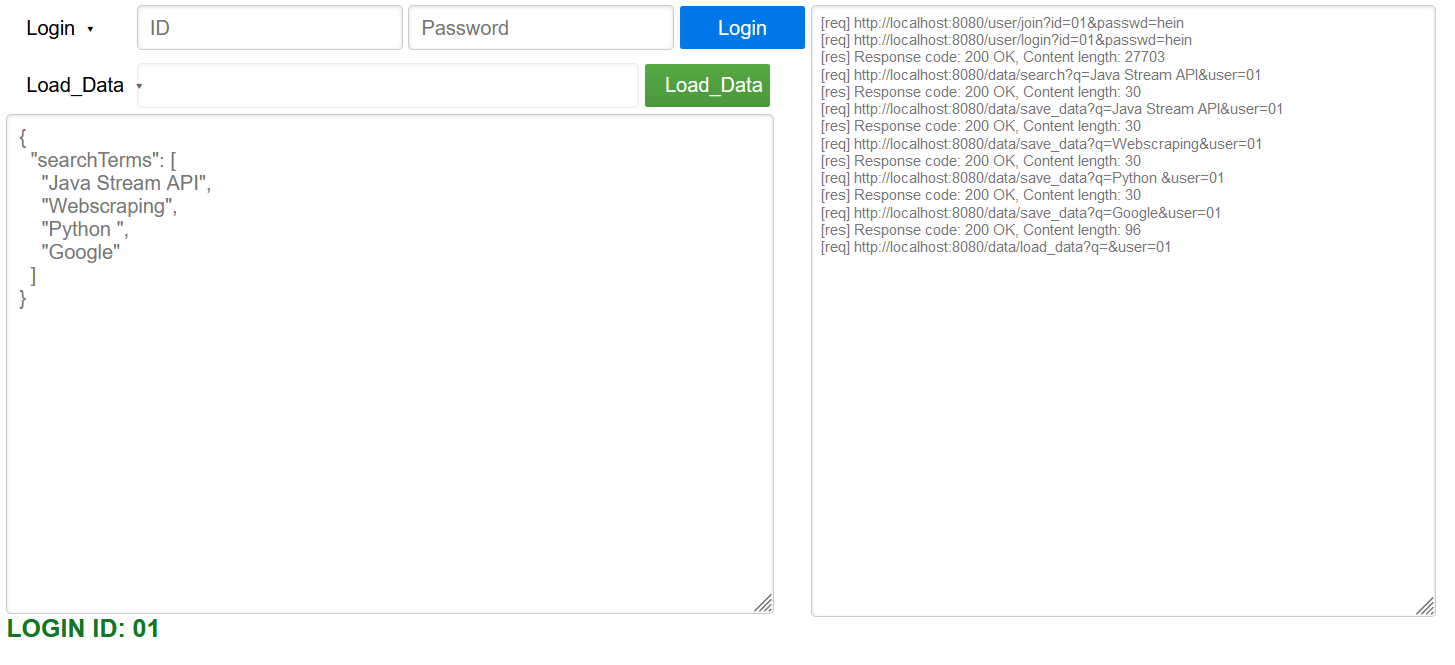 Login ▾ ID Password Login
Load_Data ▾ Load_Data
{
"searchTerms": [
"Java Stream API",
"Webscraping",
"Python ",
"Google"
]
}
LOGIN ID: 01
[req] http://localhost:8080/user/join?id=01&passwd=hein
[req] http://localhost:8080/user/login?id=01&passwd=hein
[res] Response code: 200 OK, Content length: 27703
[req] http://localhost:8080/data/search?q=Java Stream API&user=01
[res] Response code: 200 OK, Content length: 30
[req] http://localhost:8080/data/save_data?q=Java Stream API&user=01
[res] Response code: 200 OK, Content length: 30
[req] http://localhost:8080/data/save_data?q=Webscraping&user=01
[res] Response code: 200 OK, Content length: 30
[req] http://localhost:8080/data/save_data?q=Python &user=01
[res] Response code: 200 OK, Content length: 30
[req] http://localhost:8080/data/save_data?q=Google&user=01
[res] Response code: 200 OK, Content length: 96
[req] http://localhost:8080/data/load_data?q=&user=01